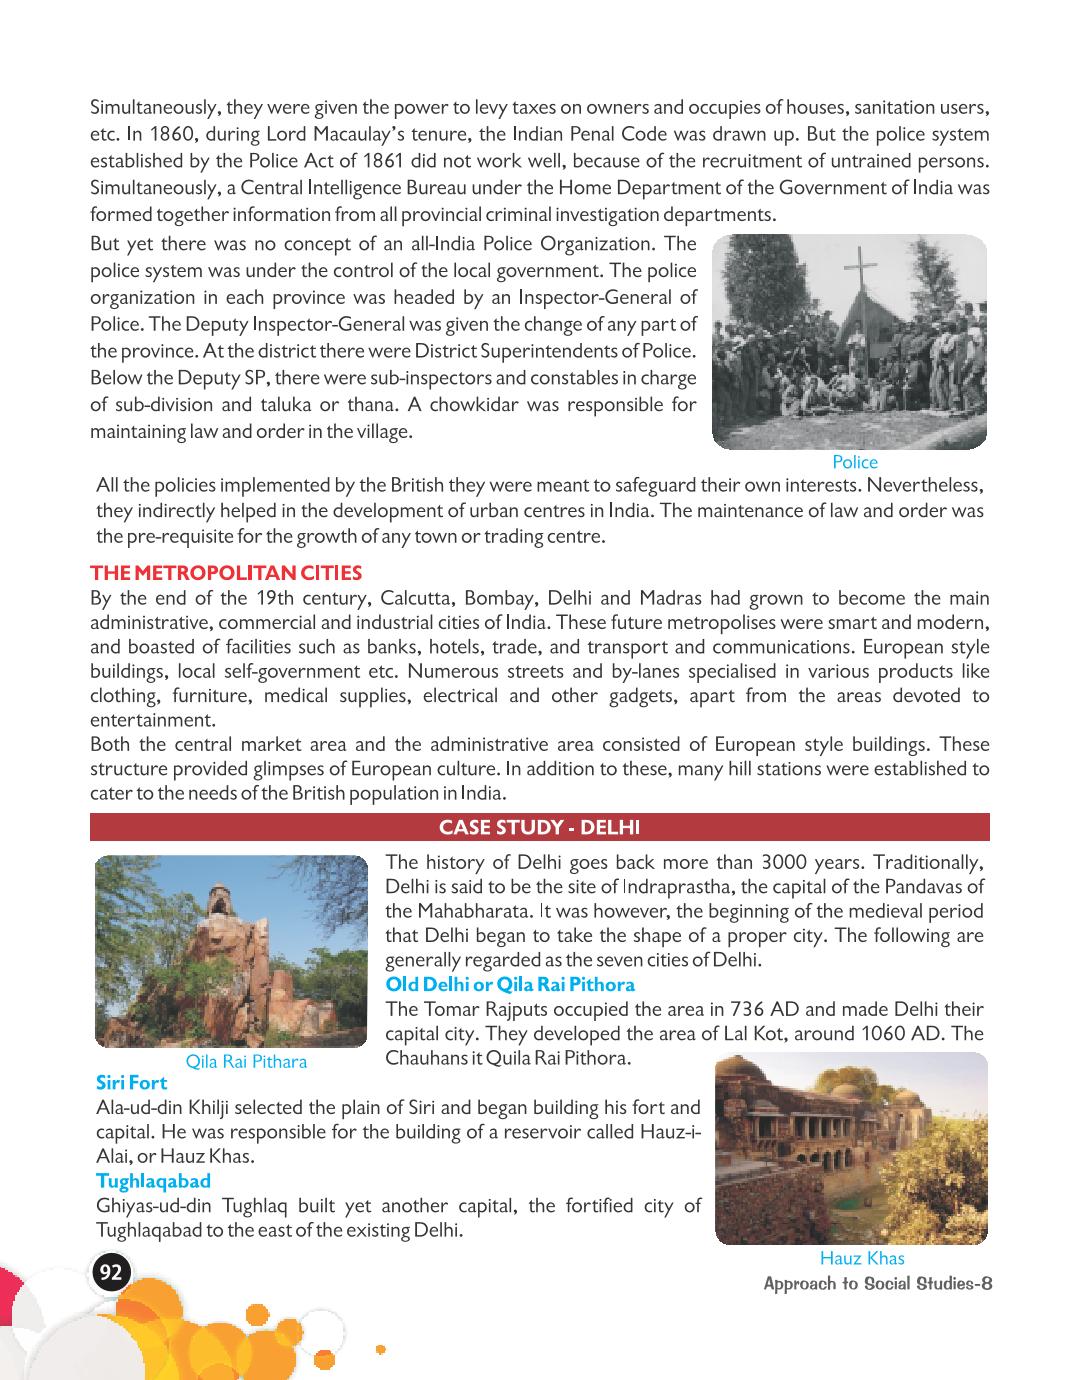 Simultaneously, they were given the power to levy taxes on owners and occupies of houses, sanitation users,
etc. In 1860, during Lord Macaulay's tenure, the Indian Penal Code was drawn up. But the police system
established by the Police Act of 1861 did not work well, because of the recruitment of untrained persons.
Simultaneously, a Central Intelligence Bureau under the Home Department of the Government of India was
formed together information from all provincial criminal investigation departments.
But yet there was no concept of an all-India Police Organization. The
police system was under the control of the local government. The police
organization in each province was headed by an Inspector-General of
Police. The Deputy Inspector-General was given the change of any part of
the province. At the district there were District Superintendents of Police.
Below the Deputy SP, there were sub-inspectors and constables in charge
of sub-division and taluka or thana. A chowkidar was responsible for
maintaining law and order in the village.
Police
All the policies implemented by the British they were meant to safeguard their own interests. Nevertheless,
they indirectly helped in the development of urban centres in India. The maintenance of law and order was
the pre-requisite for the growth of any town or trading centre.
THE METROPOLITAN CITIES
By the end of the 19th century, Calcutta, Bombay, Delhi and Madras had grown to become the main
administrative, commercial and industrial cities of India. These future metropolises were smart and modern,
and boasted of facilities such as banks, hotels, trade, and transport and communications. European style
buildings, local self-government etc. Numerous streets and by-lanes specialised in various products like
clothing, furniture, medical supplies, electrical and other gadgets, apart from the areas devoted to
entertainment.
Both the central market area and the administrative area consisted of European style buildings. These
structure provided glimpses of European culture. In addition to these, many hill stations were established to
cater to the needs of the British population in India.
CASE STUDY - DELHI
The history of Delhi goes back more than 3000 years. Traditionally,
Delhi is said to be the site of Indraprastha, the capital of the Pandavas of
the Mahabharata. It was however, the beginning of the medieval period
that Delhi began to take the shape of a proper city. The following are
generally regarded as the seven cities of Delhi.
Old Delhi or Qila Rai Pithora
The Tomar Rajputs occupied the area in 736 AD and made Delhi their
capital city. They developed the area of Lal Kot, around 1060 AD. The
Chauhans it Quila Rai Pithora.
Qila Rai Pithara
Siri Fort
Ala-ud-din Khilji selected the plain of Siri and began building his fort and
capital. He was responsible for the building of a reservoir called Hauz-i-
Alai, or Hauz Khas.
Tughlaqabad
Ghiyas-ud-din Tughlaq built yet another capital, the fortified city of
Tughlaqabad to the east of the existing Delhi.
Hauz Khas
92
Approach to Social Studies-8